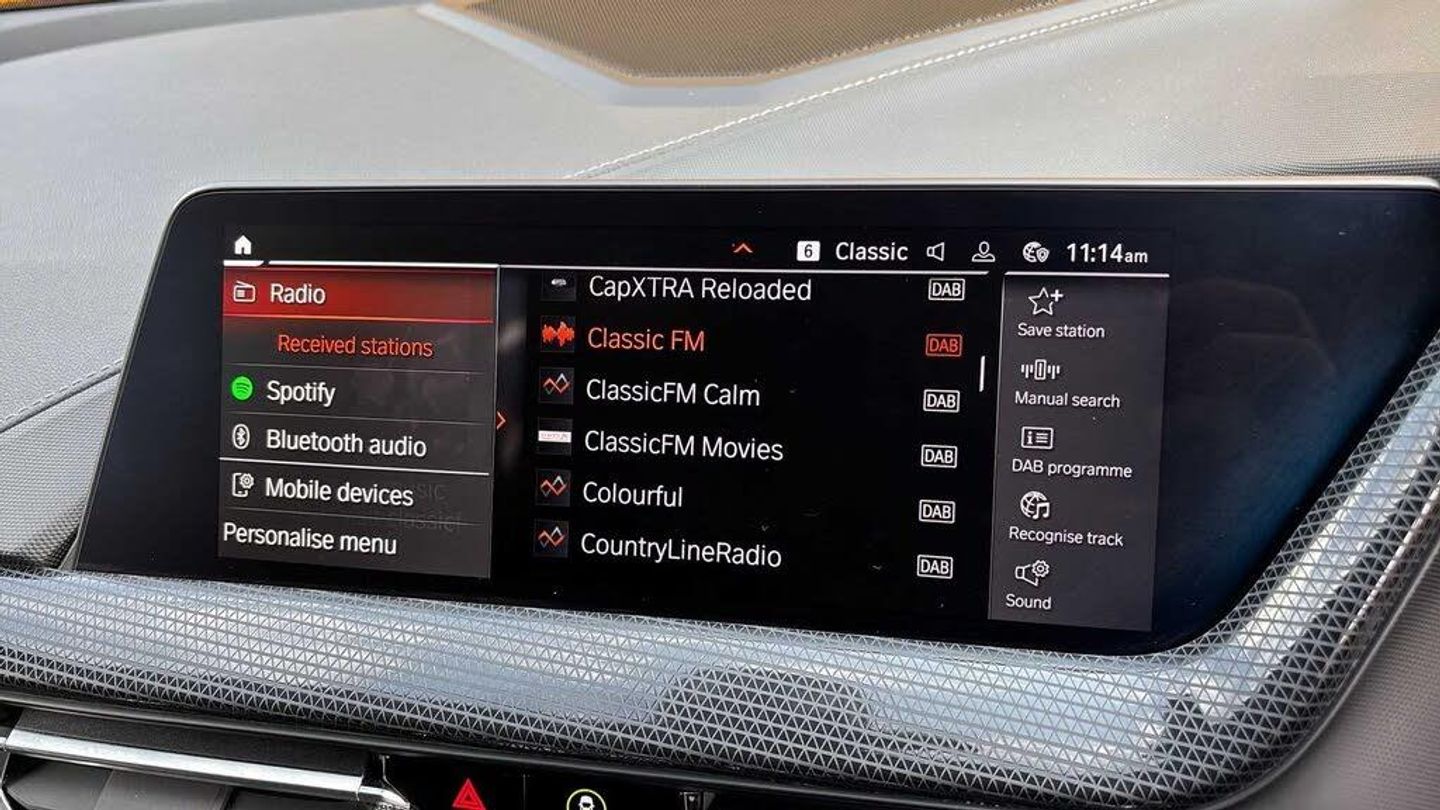 6 Classic 11:14am
Radio
Received stations
Spotify
Bluetooth audio
Mobile devices
Personalise menu
CapXTRA Reloaded DAB
Classic FM DAB
ClassicFM Calm DAB
ClassicFM Movies DAB
Colourful DAB
CountryLineRadio DAB
Save station
Manual search
DAB programme
Recognise track
Sound